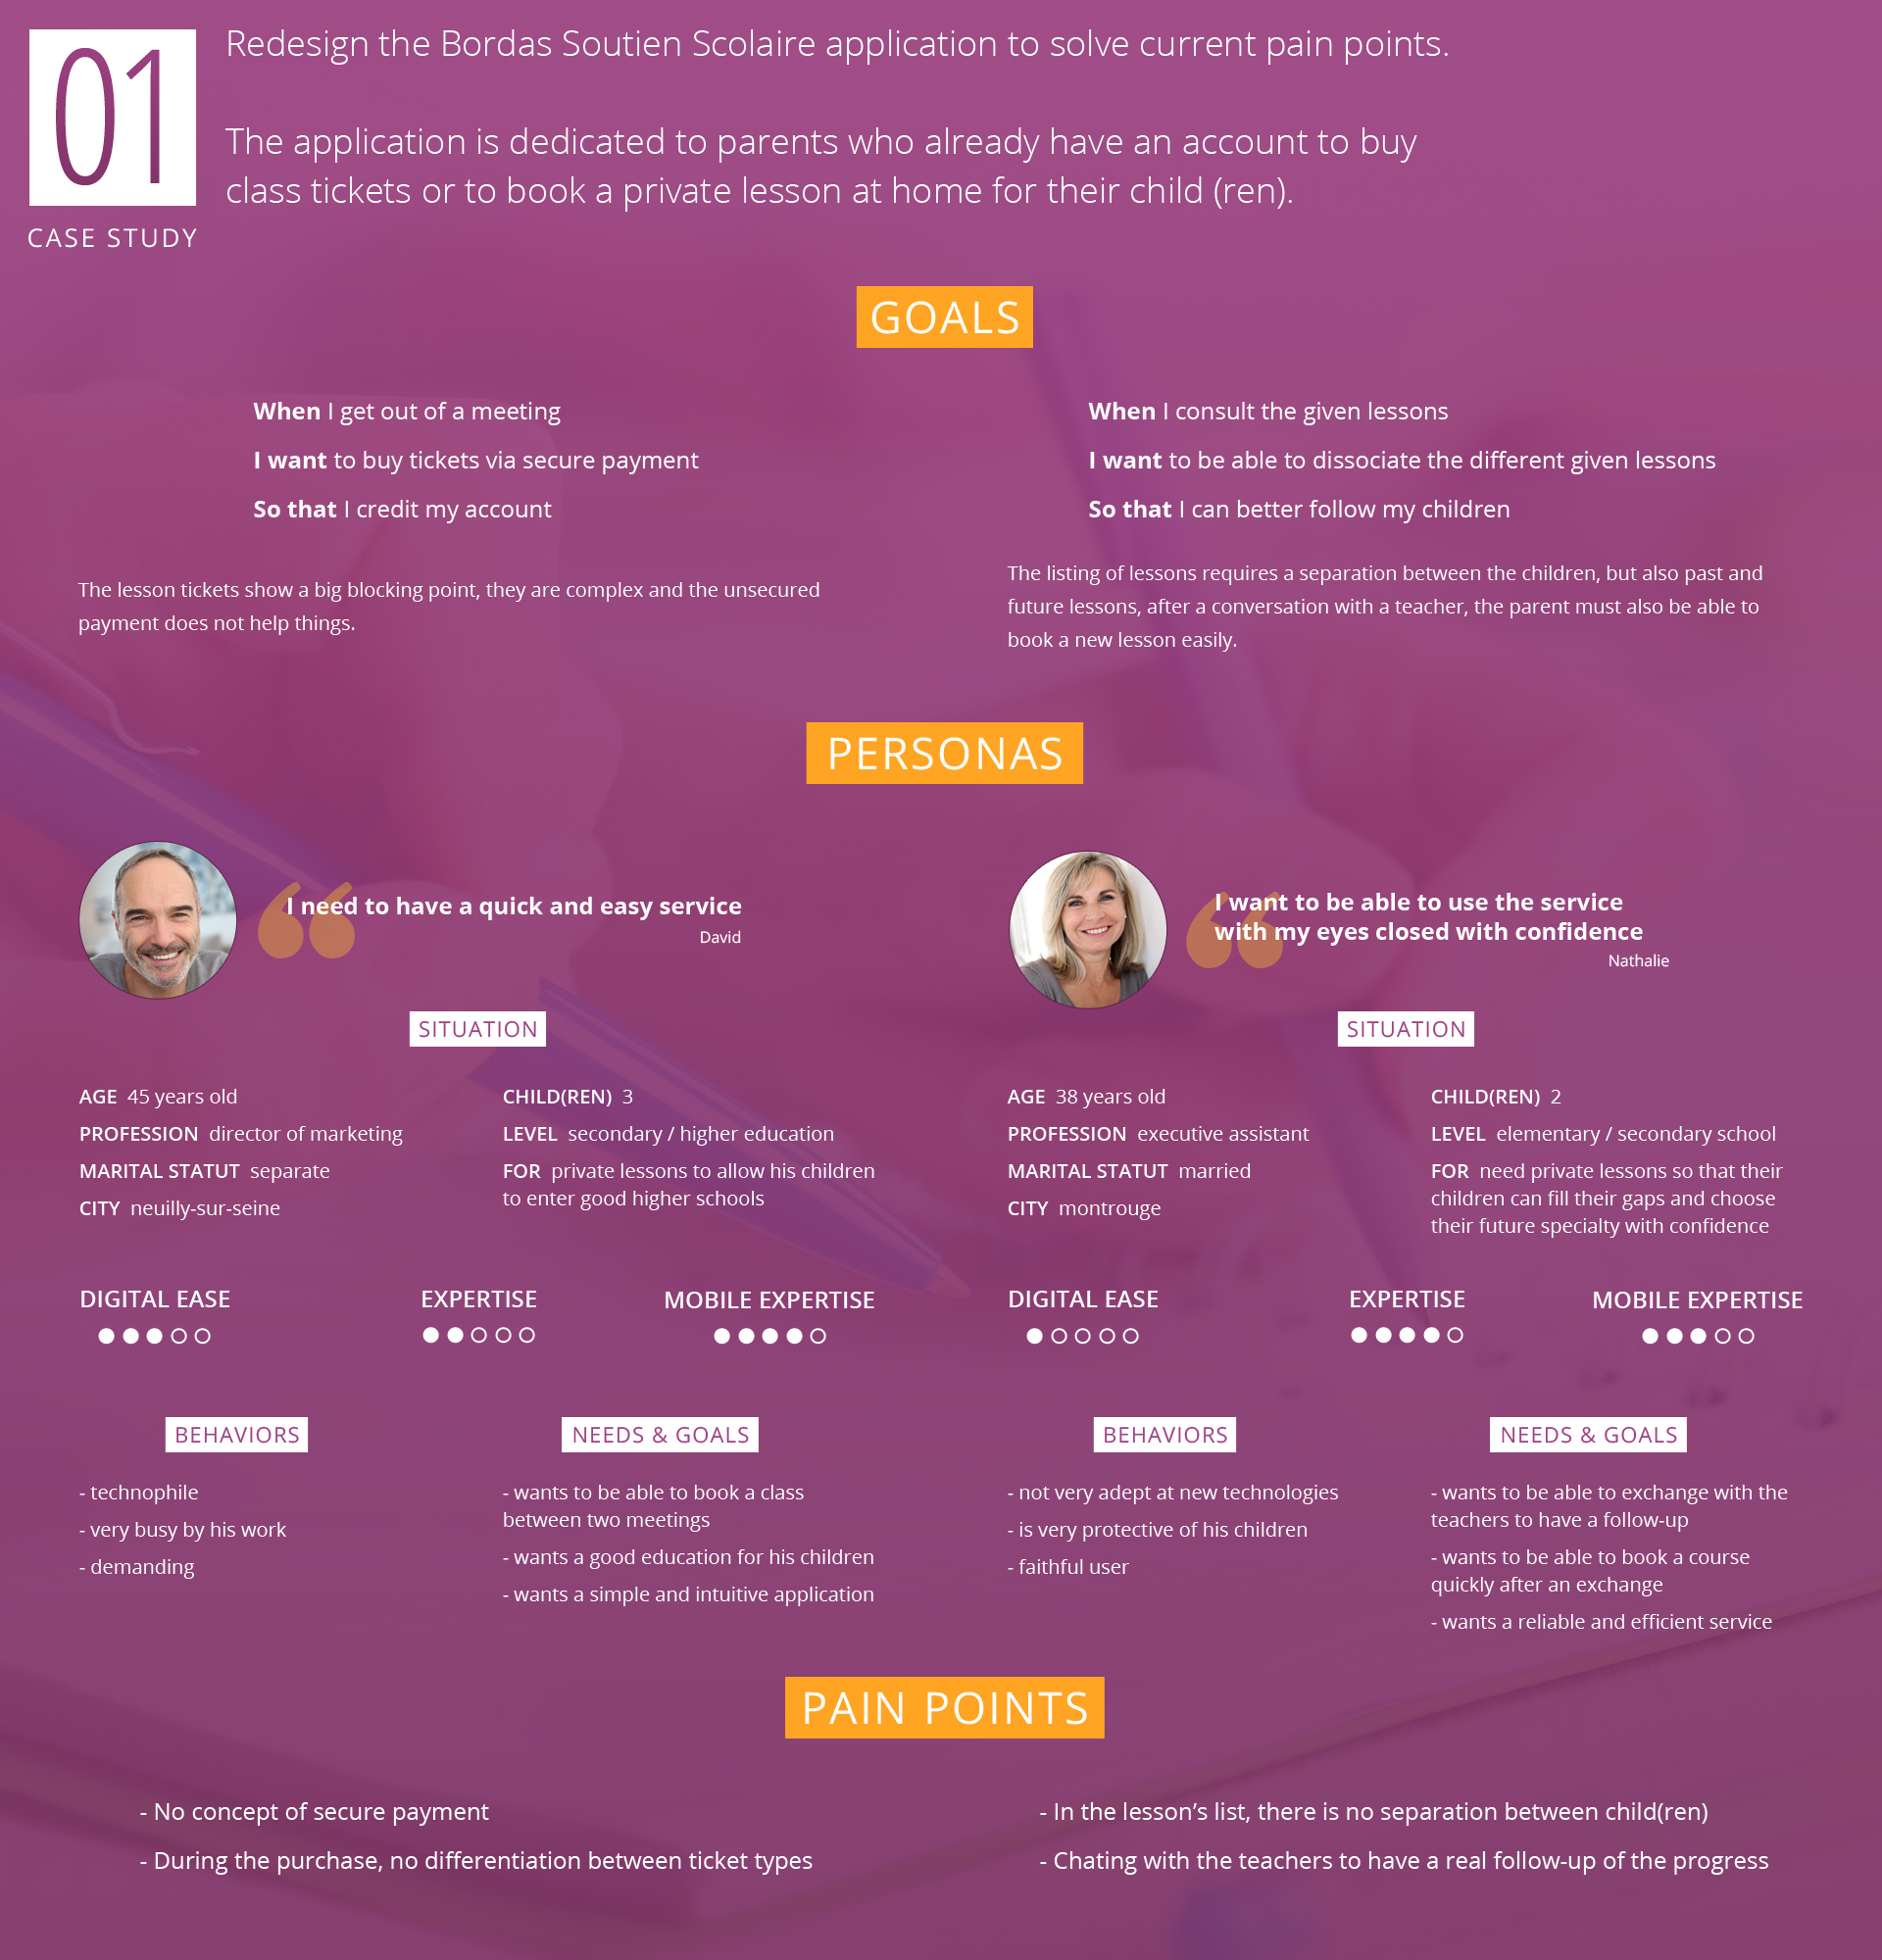 01
CASE STUDY
Redesign the Bordas Soutien Scolaire application to solve current pain points.
The application is dedicated to parents who already have an account to buy
class tickets or to book a private lesson at home for their child (ren).
GOALS
When I get out of a meeting
I want to buy tickets via secure payment
So that I credit my account
The lesson tickets show a big blocking point, they are complex and the unsecured
payment does not help things.
When I consult the given lessons
I want to be able to dissociate the different given lessons
So that I can better follow my children
The listing of lessons requires a separation between the children, but also past and
future lessons, after a conversation with a teacher, the parent must also be able to
book a new lesson easily.
PERSONAS
“
I need to have a quick and easy service
David
SITUATION
AGE 45 years old
PROFESSION director of marketing
MARITAL STATUT separate
CITY neuilly-sur-seine
CHILD(REN) 3
LEVEL secondary / higher education
FOR private lessons to allow his children
to enter good higher schools
DIGITAL EASE
EXPERTISE
MOBILE EXPERTISE
BEHAVIORS
- technophile
- very busy by his work
- demanding
NEEDS & GOALS
- wants to be able to book a class
between two meetings
- wants a good education for his children
- wants a simple and intuitive application
“
I want to be able to use the service
with my eyes closed with confidence
Nathalie
SITUATION
AGE 38 years old
PROFESSION executive assistant
MARITAL STATUT married
CITY montrouge
CHILD(REN) 2
LEVEL elementary / secondary school
FOR need private lessons so that their
children can fill their gaps and choose
their future specialty with confidence
DIGITAL EASE
EXPERTISE
MOBILE EXPERTISE
BEHAVIORS
- not very adept at new technologies
- is very protective of his children
- faithful user
NEEDS & GOALS
- wants to be able to exchange with the
teachers to have a follow-up
- wants to be able to book a course
quickly after an exchange
- wants a reliable and efficient service
PAIN POINTS
- No concept of secure payment
- During the purchase, no differentiation between ticket types
- In the lesson’s list, there is no separation between child(ren)
- Chating with the teachers to have a real follow-up of the progress